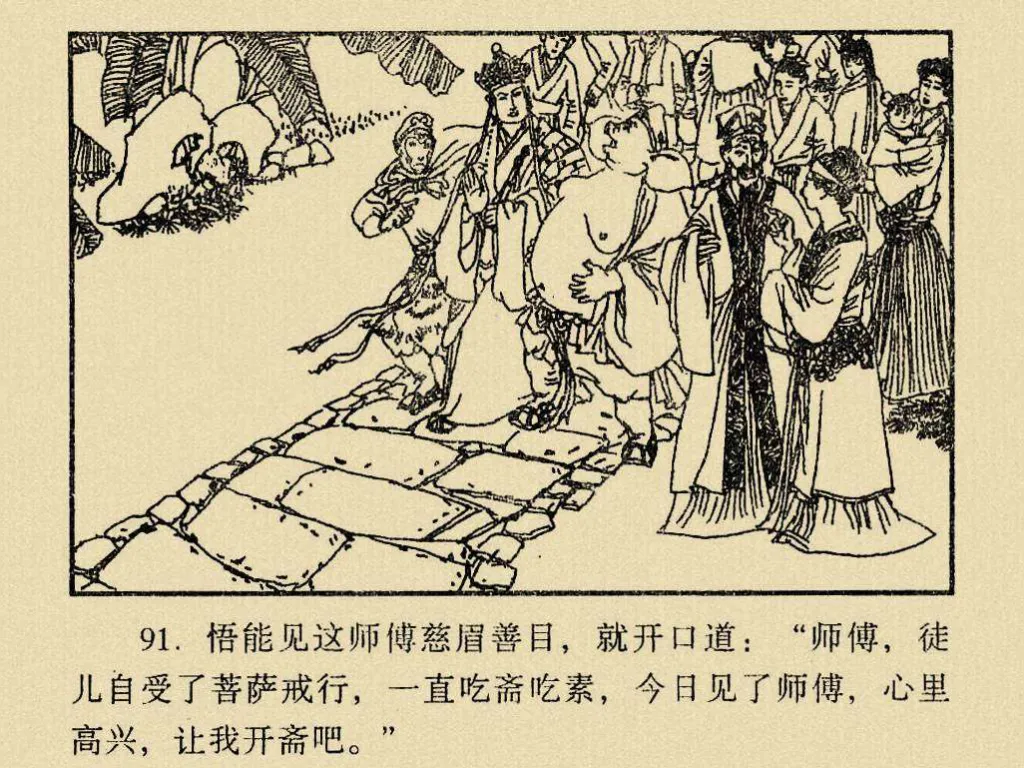 91. 悟能见这师傅慈眉善目，就开口道：“师傅，徒
儿自受了菩萨戒行，一直吃斋吃素，今日见了师傅，心里
高兴，让我开斋吧。”